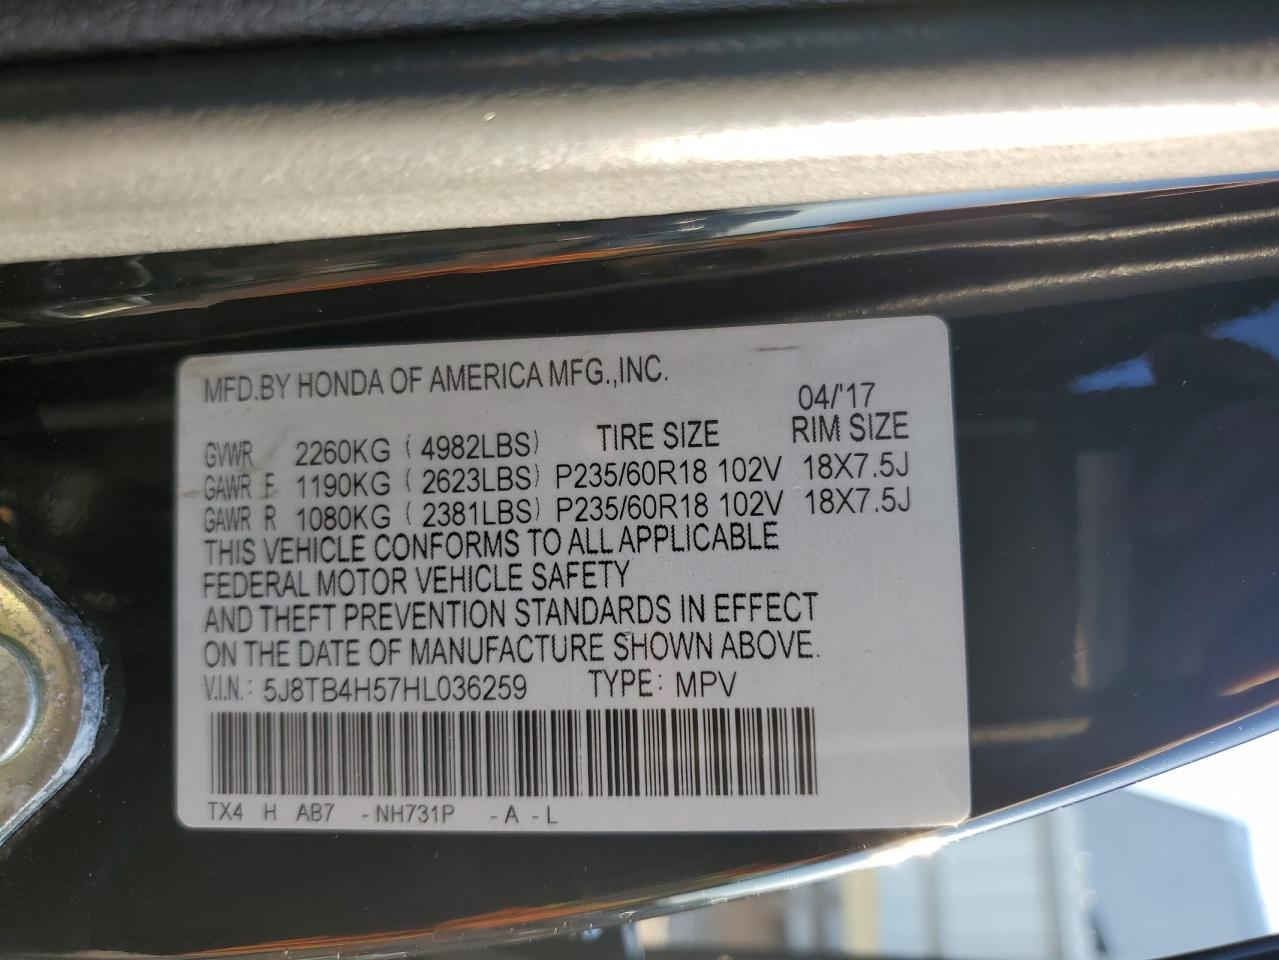 MFD.BY HONDA OF AMERICA MFG.,INC.
04/'17
GVWR 2260KG ( 4982LBS) TIRE SIZE RIM SIZE
GAWR F 1190KG ( 2623LBS) P235/60R18 102V 18X7.5J
GAWR R 1080KG ( 2381LBS) P235/60R18 102V 18X7.5J
THIS VEHICLE CONFORMS TO ALL APPLICABLE
FEDERAL MOTOR VEHICLE SAFETY
AND THEFT PREVENTION STANDARDS IN EFFECT
ON THE DATE OF MANUFACTURE SHOWN ABOVE.
V.I.N.: 5J8TB4H57HL036259 TYPE: MPV
TX4 H AB7 -NH731P -A -L